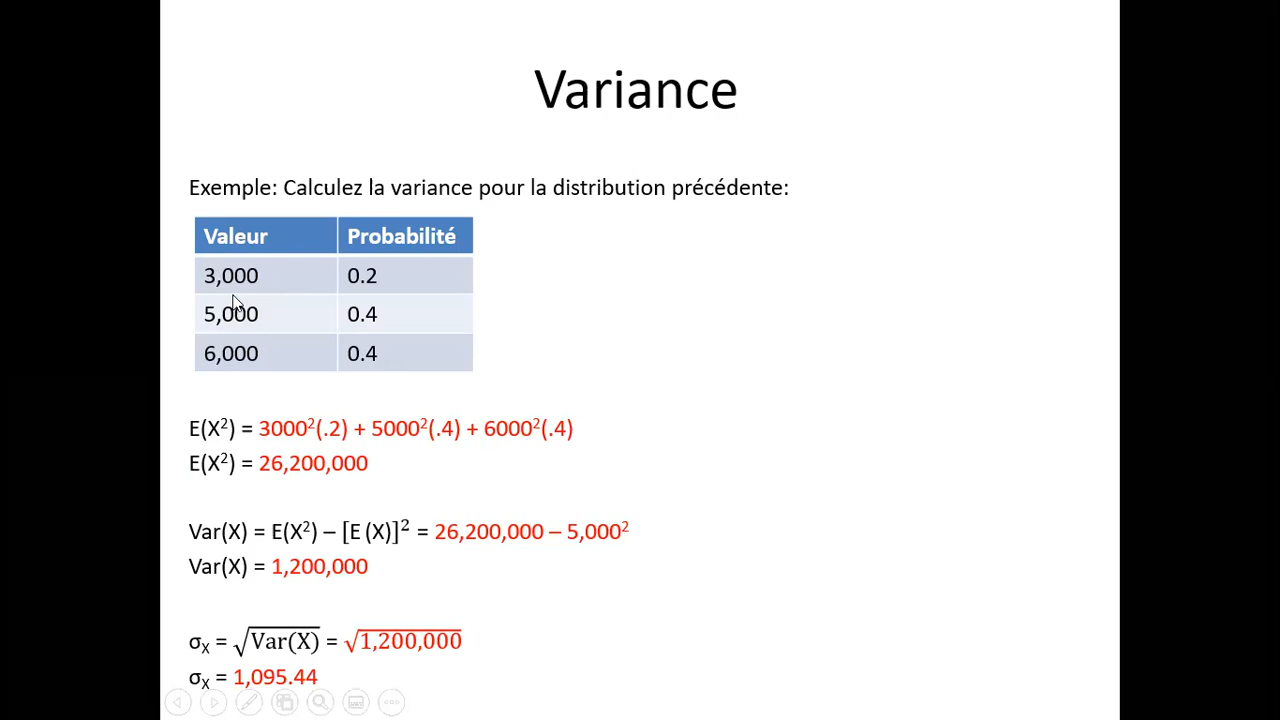 Variance
Exemple: Calculez la variance pour la distribution précédente:
Valeur Probabilité
3,000 0.2
5,000 0.4
6,000 0.4
E(X²) = 3000²(.2) + 5000²(.4) + 6000²(.4)
E(X²) = 26,200,000
Var(X) = E(X²) – [E (X)]² = 26,200,000 – 5,000²
Var(X) = 1,200,000
σₓ = √Var(X) = √1,200,000
σₓ = 1,095.44